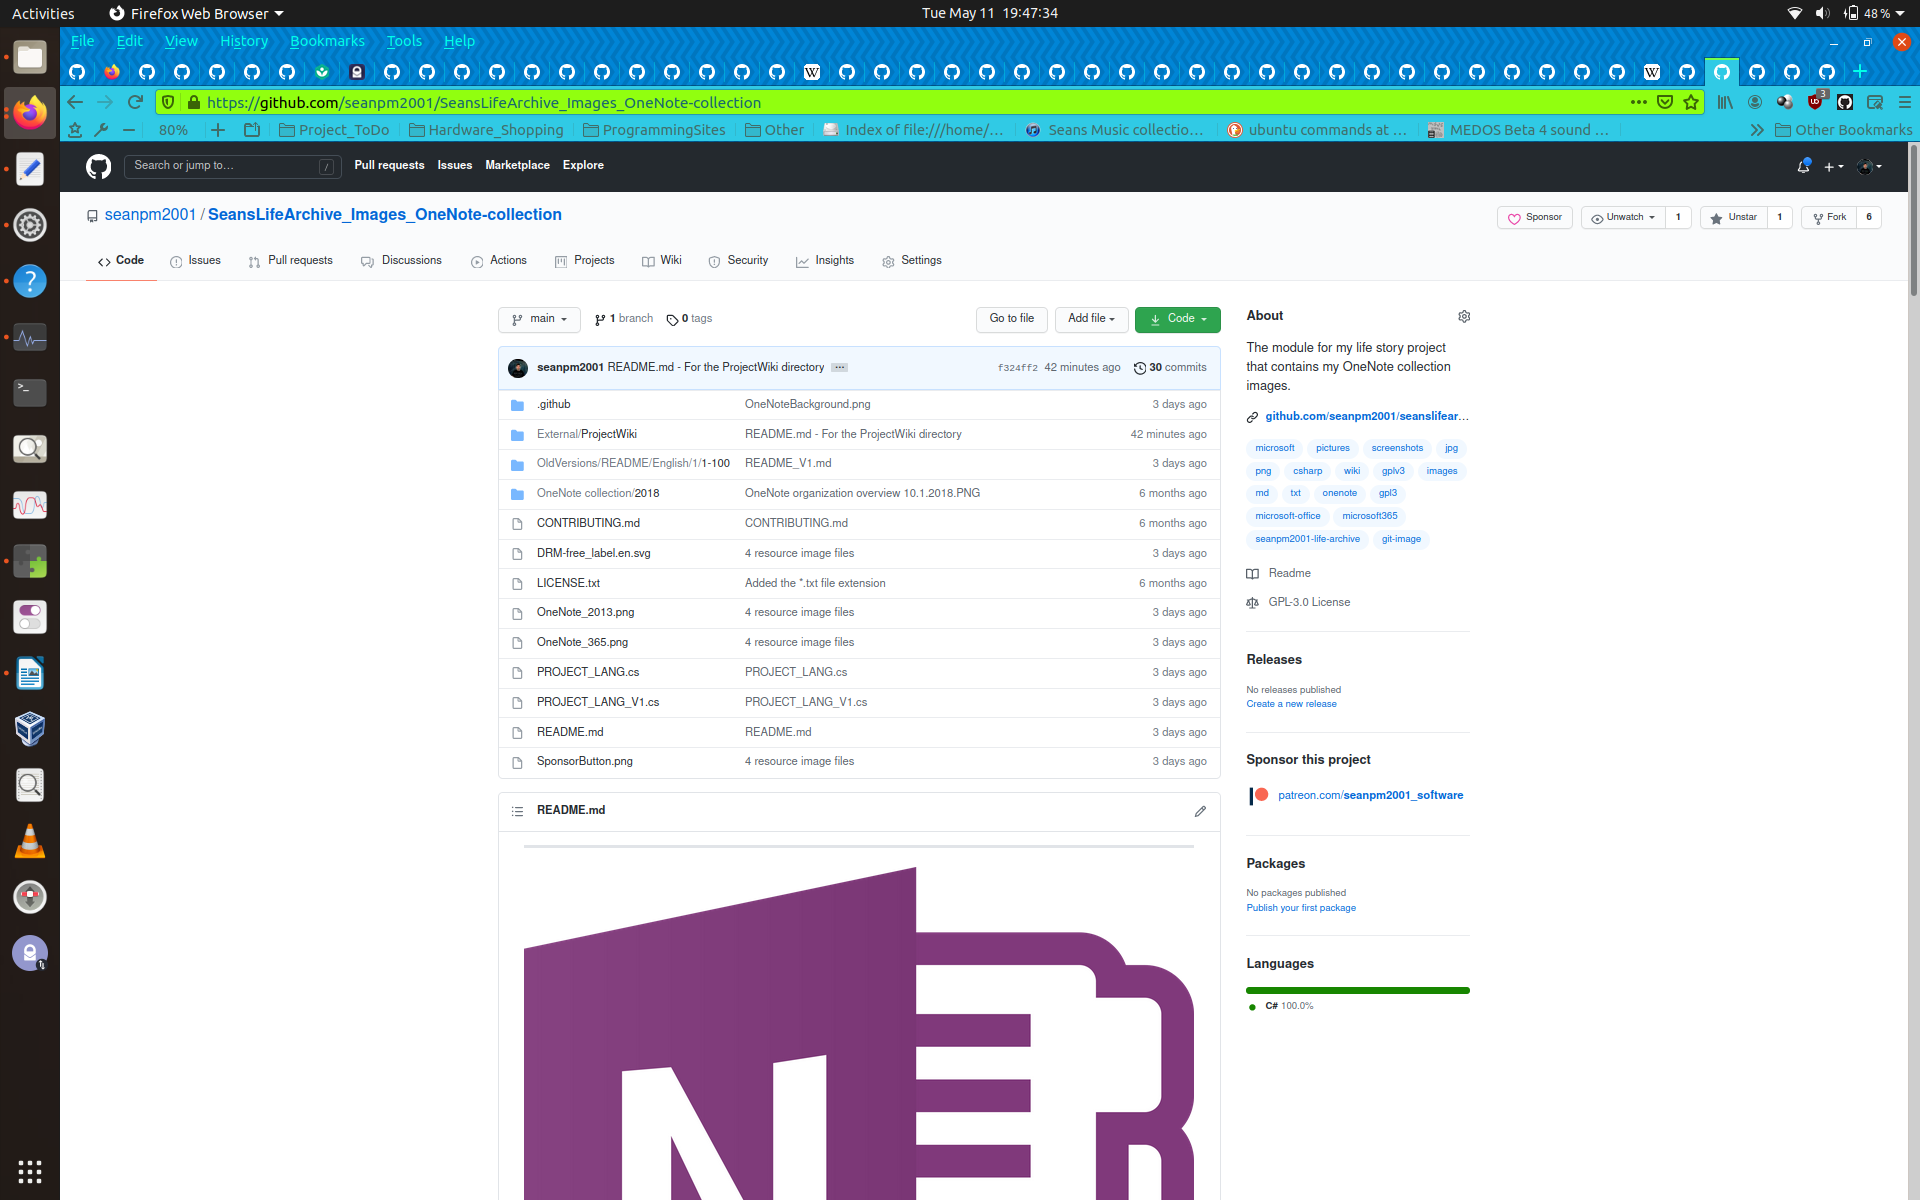 Activities Firefox Web Browser Tue May 11 19:47:34 48 %
File Edit View History Bookmarks Tools Help
https://github.com/seanpm2001/SeansLifeArchive_Images_OneNote-collection 3
80% Project_ToDo Hardware_Shopping ProgrammingSites Other Index of file:///home/... Seans Music collectio... ubuntu commands at ... MEDOS Beta 4 sound ... Other Bookmarks
Search or jump to... / Pull requests Issues Marketplace Explore
seanpm2001 / SeansLifeArchive_Images_OneNote-collection Sponsor Unwatch 1 Unstar 1 Fork 6
Code Issues Pull requests Discussions Actions Projects Wiki Security Insights Settings
main 1 branch 0 tags Go to file Add file Code
seanpm2001 README.md - For the ProjectWiki directory ... f324ff2 42 minutes ago 30 commits
.github OneNoteBackground.png 3 days ago
External/ProjectWiki README.md - For the ProjectWiki directory 42 minutes ago
OldVersions/README/English/1/1-100 README_V1.md 3 days ago
OneNote collection/2018 OneNote organization overview 10.1.2018.PNG 6 months ago
CONTRIBUTING.md CONTRIBUTING.md 6 months ago
DRM-free_label.en.svg 4 resource image files 3 days ago
LICENSE.txt Added the *.txt file extension 6 months ago
OneNote_2013.png 4 resource image files 3 days ago
OneNote_365.png 4 resource image files 3 days ago
PROJECT_LANG.cs PROJECT_LANG.cs 3 days ago
PROJECT_LANG_V1.cs PROJECT_LANG_V1.cs 3 days ago
README.md README.md 3 days ago
SponsorButton.png 4 resource image files 3 days ago
README.md
N
About
The module for my life story project
that contains my OneNote collection
images.
github.com/seanpm2001/seanslifear...
microsoft pictures screenshots jpg
png csharp wiki gplv3 images
md txt onenote gpl3
microsoft-office microsoft365
seanpm2001-life-archive git-image
Readme
GPL-3.0 License
Releases
No releases published
Create a new release
Sponsor this project
patreon.com/seanpm2001_software
Packages
No packages published
Publish your first package
Languages
C# 100.0%